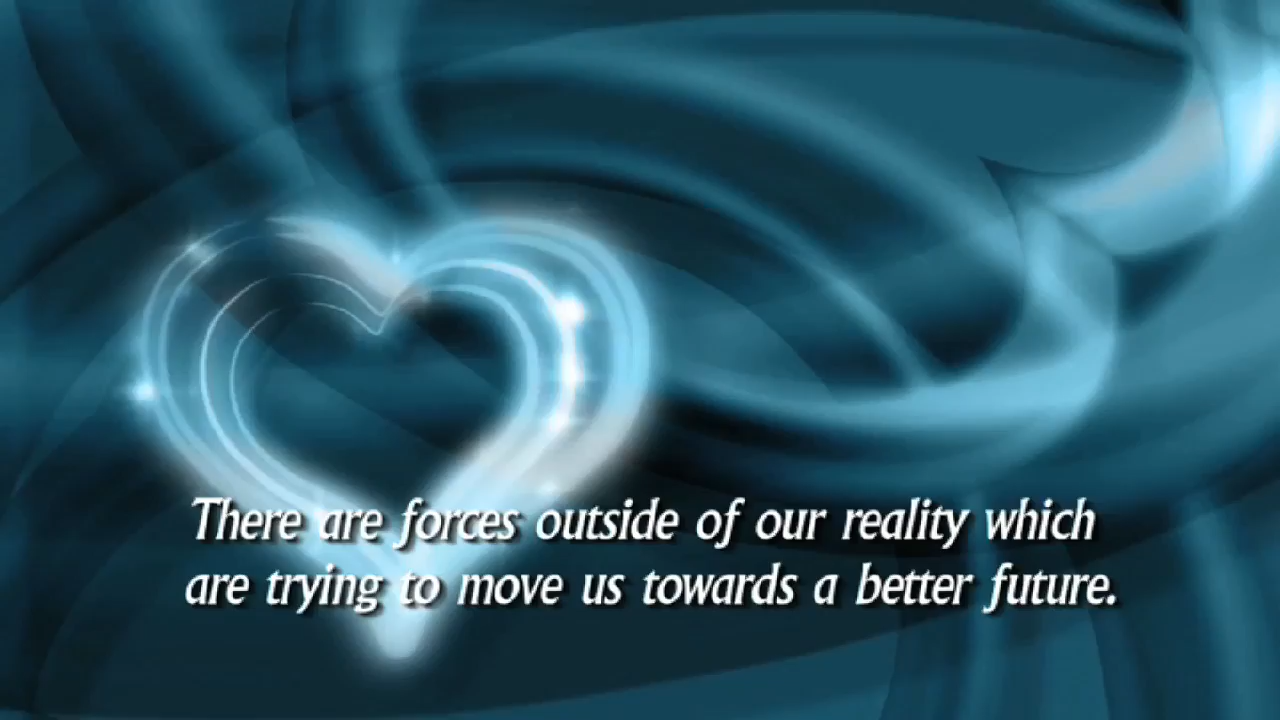 There are forces outside of our reality which
are trying to move us towards a better future.